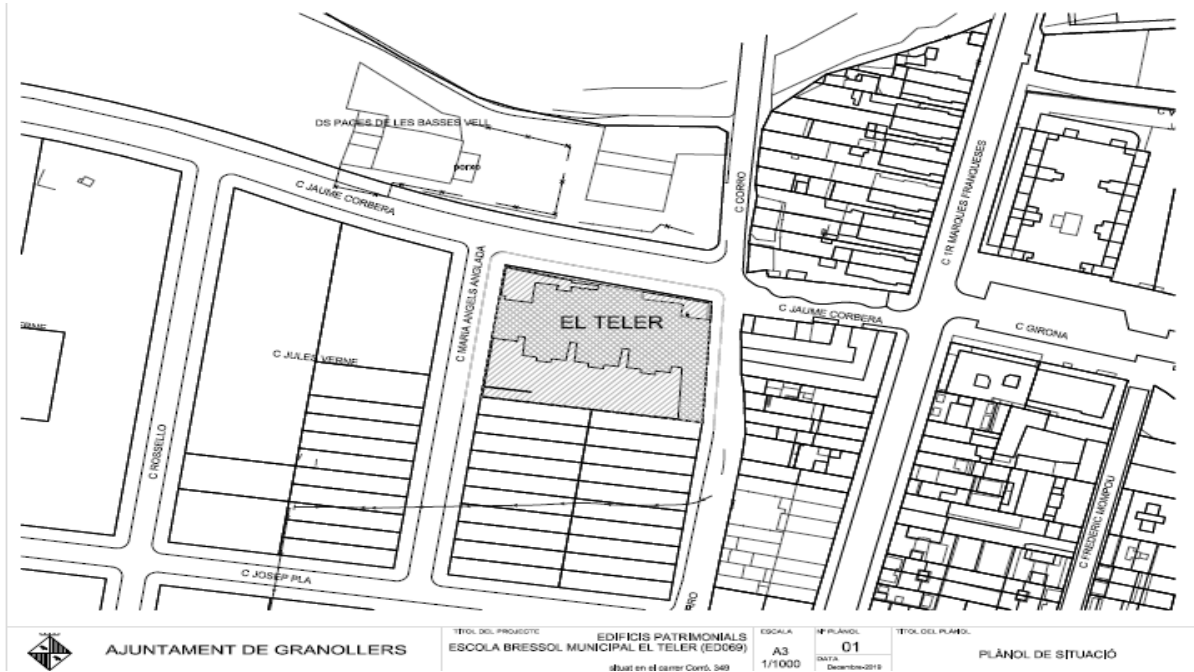 DS PAGES DE LES BASSES VELL
porxo
C JAUME CORBERA
C CORRO
C 1R MARQUES FRANQUESES
C MARIA ANGELS ANGLADA
EL TELER
C JAUME CORBERA
C GIRONA
C JULES VERNE
C ROSSELLO
C FREDERIC MOMPOU
C JOSEP PLA
AJUNTAMENT DE GRANOLLERS
TÍTOL DEL PROJECTE
EDIFICIS PATRIMONIALS
ESCOLA BRESSOL MUNICIPAL EL TELER (ED069)
situat en el carrer Corró, 349
ESCALA
A3
1/1000
Nº PLÀNOL
01
DATA
Desembre-2019
TÍTOL DEL PLÀNOL
PLÀNOL DE SITUACIÓ